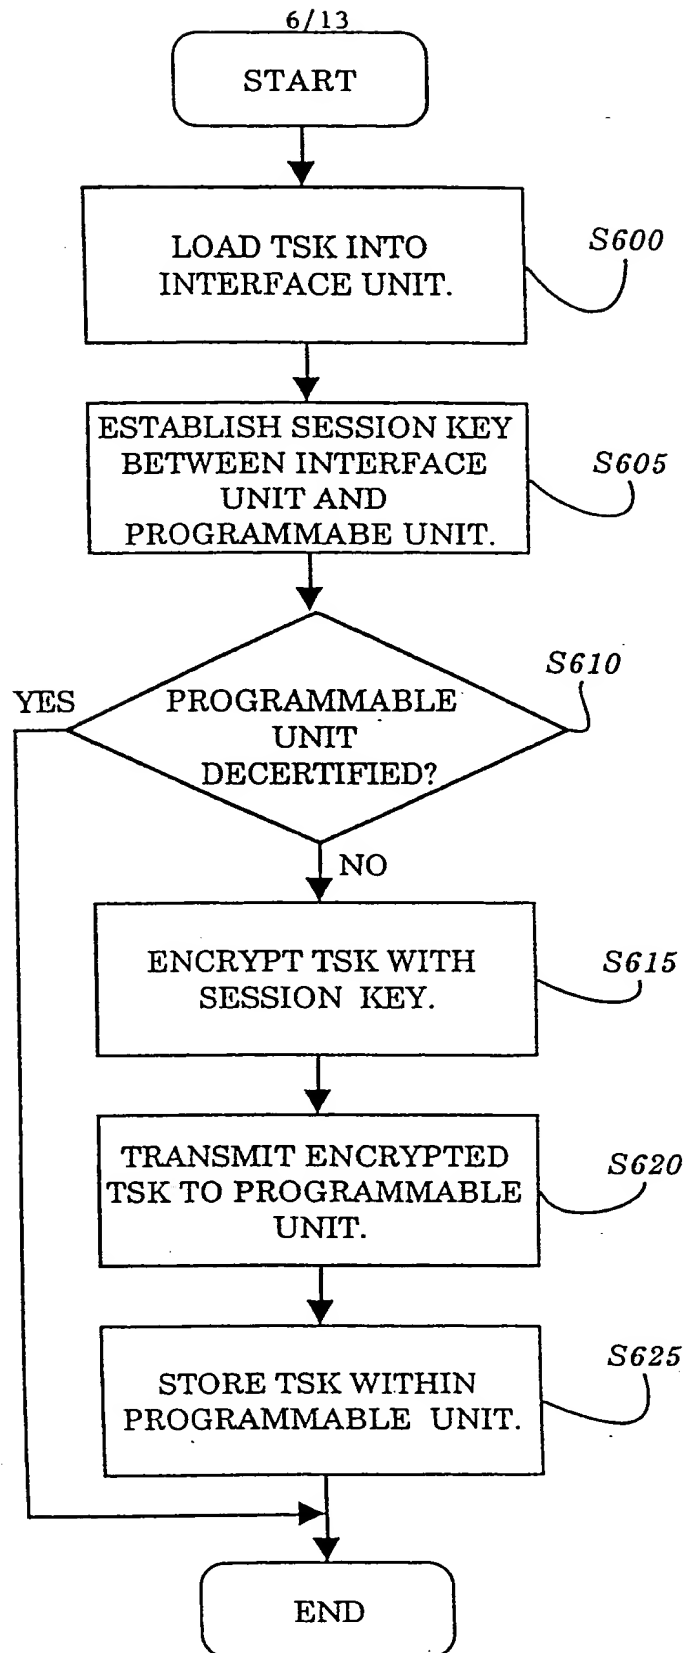 6/13
START
LOAD TSK INTO
INTERFACE UNIT.
S600
ESTABLISH SESSION KEY
BETWEEN INTERFACE
UNIT AND
PROGRAMMABE UNIT.
S605
PROGRAMMABLE
UNIT
DECERTIFIED?
S610
YES
NO
ENCRYPT TSK WITH
SESSION KEY.
S615
TRANSMIT ENCRYPTED
TSK TO PROGRAMMABLE
UNIT.
S620
STORE TSK WITHIN
PROGRAMMABLE UNIT.
S625
END